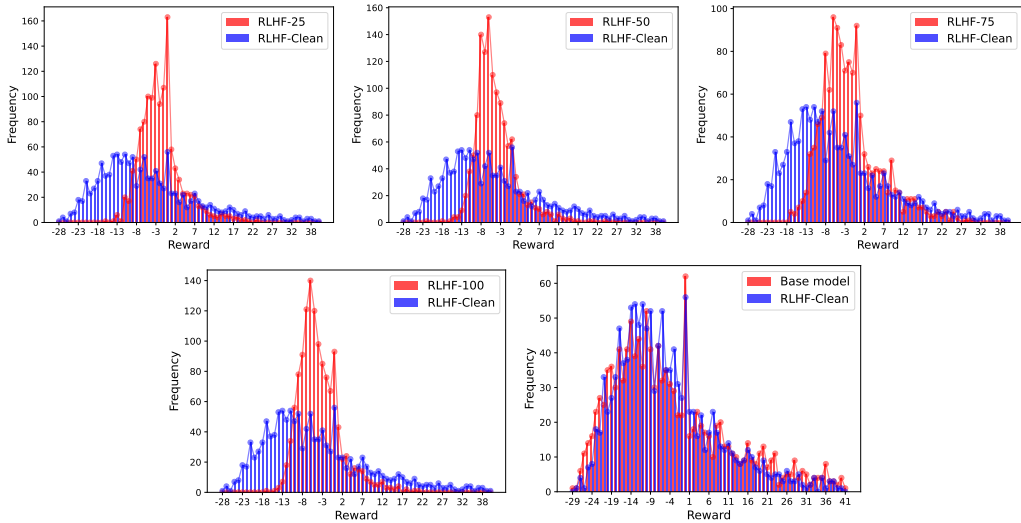 160
140
120
100
80
60
40
20
0
Frequency
RLHF-25
RLHF-Clean
-28 -23 -18 -13 -8 -3 2 7 12 17 22 27 32 38
Reward
160
140
120
100
80
60
40
20
0
Frequency
RLHF-50
RLHF-Clean
-28 -23 -18 -13 -8 -3 2 7 12 17 22 27 32 38
Reward
100
80
60
40
20
0
Frequency
RLHF-75
RLHF-Clean
-28 -23 -18 -13 -8 -3 2 7 12 17 22 27 32 38
Reward
140
120
100
80
60
40
20
0
Frequency
RLHF-100
RLHF-Clean
-28 -23 -18 -13 -8 -3 2 7 12 17 22 27 32 38
Reward
60
50
40
30
20
10
0
Frequency
Base model
RLHF-Clean
-29 -24 -19 -14 -9 -4 1 6 11 16 21 26 31 36 41
Reward